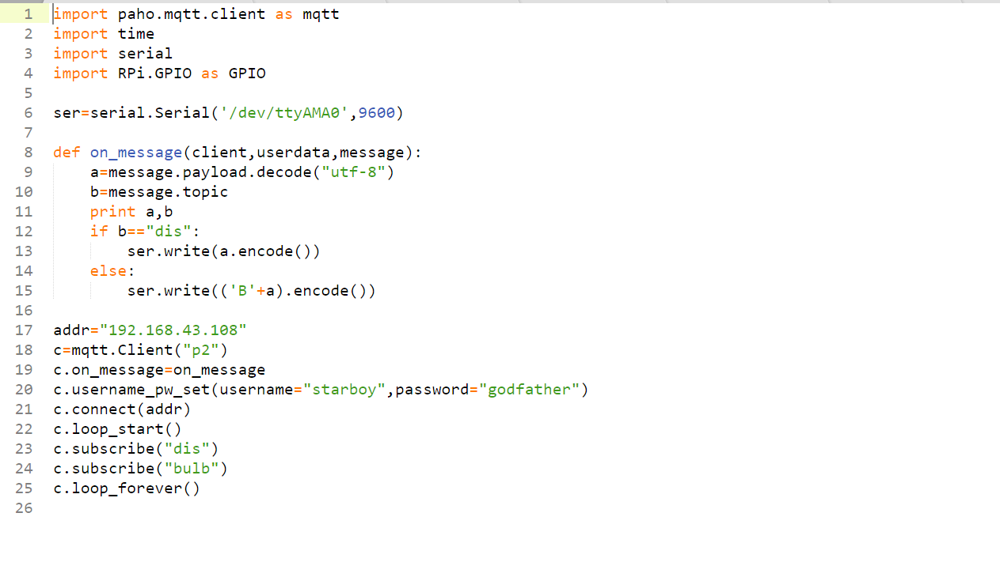 1 import paho.mqtt.client as mqtt
2 import time
3 import serial
4 import RPi.GPIO as GPIO
5
6 ser=serial.Serial('/dev/ttyAMA0',9600)
7
8 def on_message(client,userdata,message):
9     a=message.payload.decode("utf-8")
10     b=message.topic
11     print a,b
12     if b=="dis":
13         ser.write(a.encode())
14     else:
15         ser.write(('B'+a).encode())
16
17 addr="192.168.43.108"
18 c=mqtt.Client("p2")
19 c.on_message=on_message
20 c.username_pw_set(username="starboy",password="godfather")
21 c.connect(addr)
22 c.loop_start()
23 c.subscribe("dis")
24 c.subscribe("bulb")
25 c.loop_forever()
26